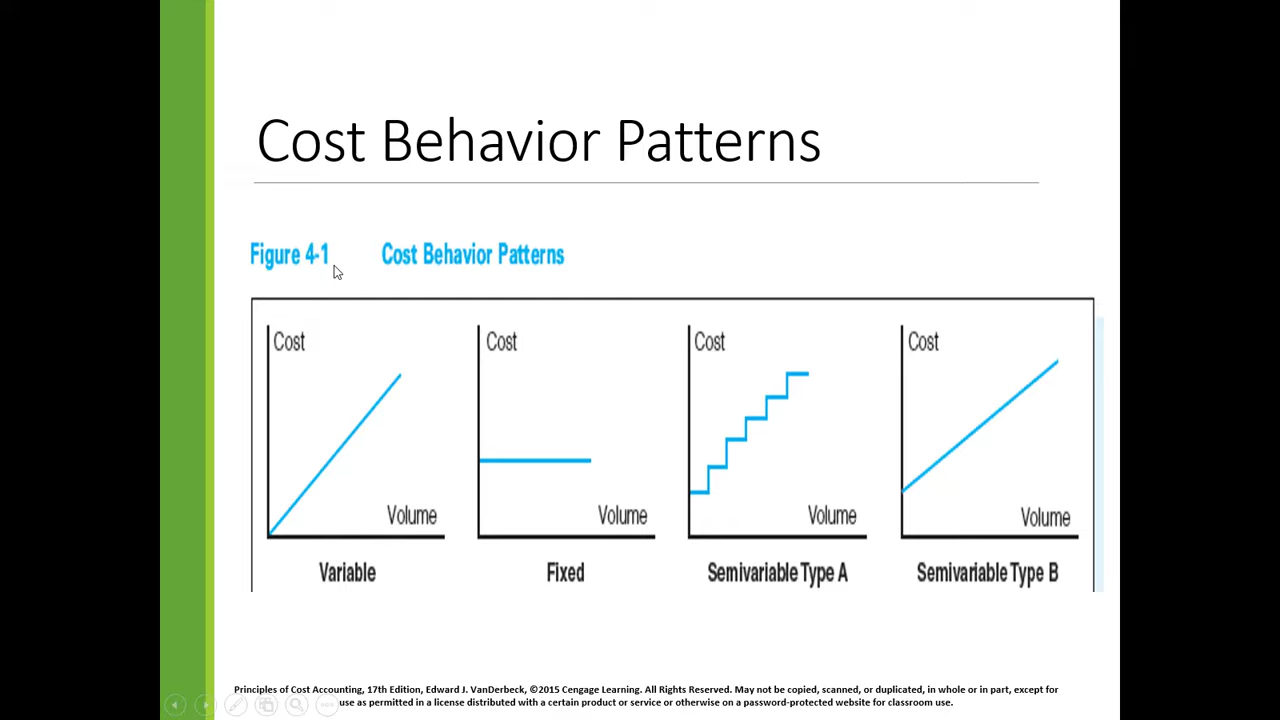 Cost Behavior Patterns
Figure 4-1 Cost Behavior Patterns
Cost Cost Cost Cost
Volume Volume Volume Volume
Variable Fixed Semivariable Type A Semivariable Type B
Principles of Cost Accounting, 17th Edition, Edward J. VanDerbeck, ©2015 Cengage Learning. All Rights Reserved. May not be copied, scanned, or duplicated, in whole or in part, except for
use as permitted in a license distributed with a certain product or service or otherwise on a password-protected website for classroom use.